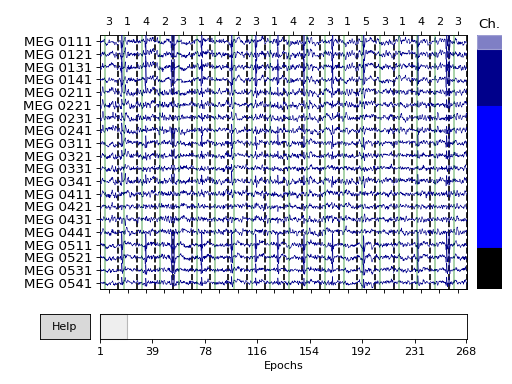 3 1 4 2 3 1 4 2 3 1 4 2 3 1 5 3 1 4 2 3
Ch.
MEG 0111
MEG 0121
MEG 0131
MEG 0141
MEG 0211
MEG 0221
MEG 0231
MEG 0241
MEG 0311
MEG 0321
MEG 0331
MEG 0341
MEG 0411
MEG 0421
MEG 0431
MEG 0441
MEG 0511
MEG 0521
MEG 0531
MEG 0541
Help
1 39 78 116 154 192 231 268
Epochs